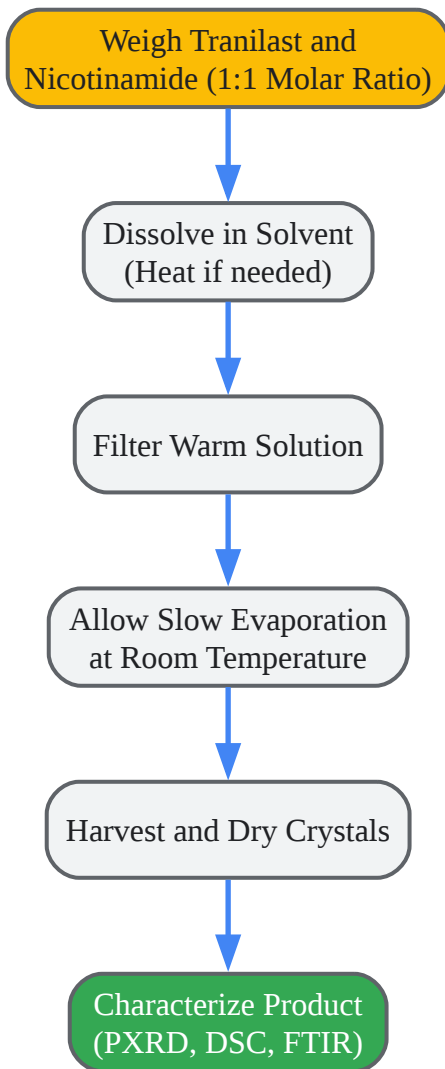 Weigh Tranilast and
Nicotinamide (1:1 Molar Ratio)
Dissolve in Solvent
(Heat if needed)
Filter Warm Solution
Allow Slow Evaporation
at Room Temperature
Harvest and Dry Crystals
Characterize Product
(PXRD, DSC, FTIR)